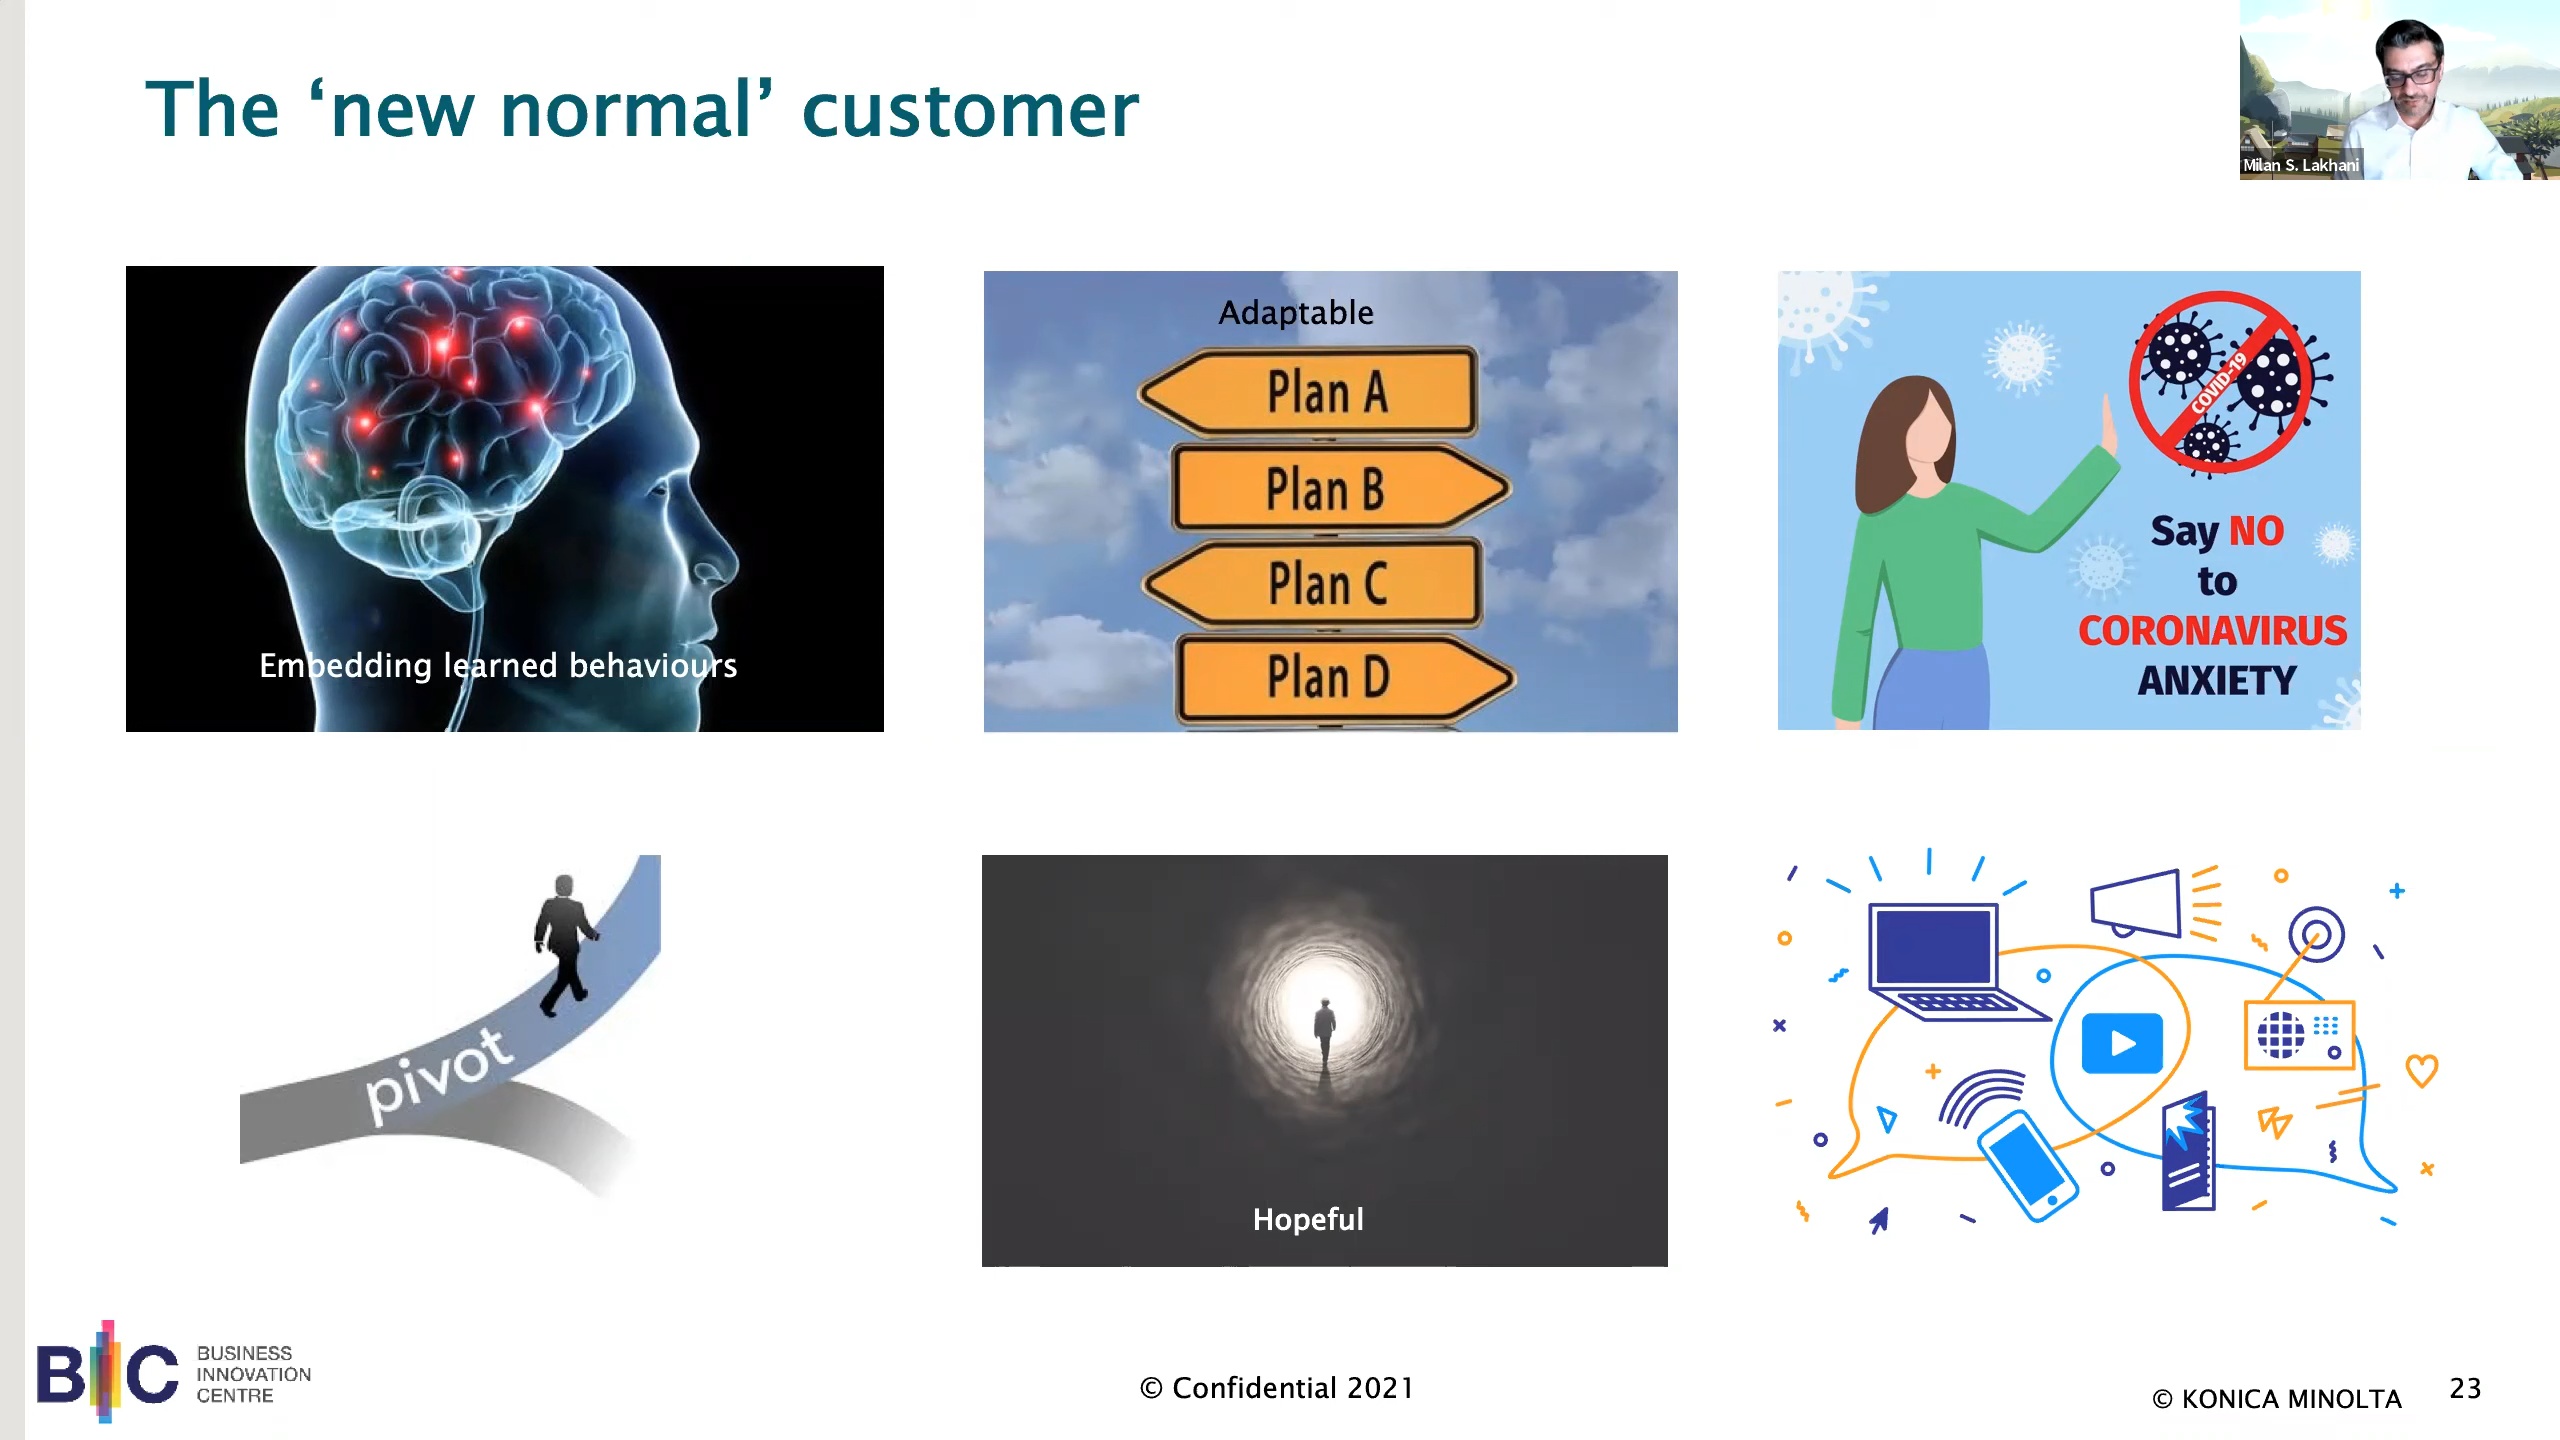 The ‘new normal’ customer
Milan S. Lakhani
Embedding learned behaviours
Adaptable
Plan A
Plan B
Plan C
Plan D
COVID-19
Say NO
to
CORONAVIRUS
ANXIETY
pivot
Hopeful
BIC
BUSINESS
INNOVATION
CENTRE
© Confidential 2021
© KONICA MINOLTA
23